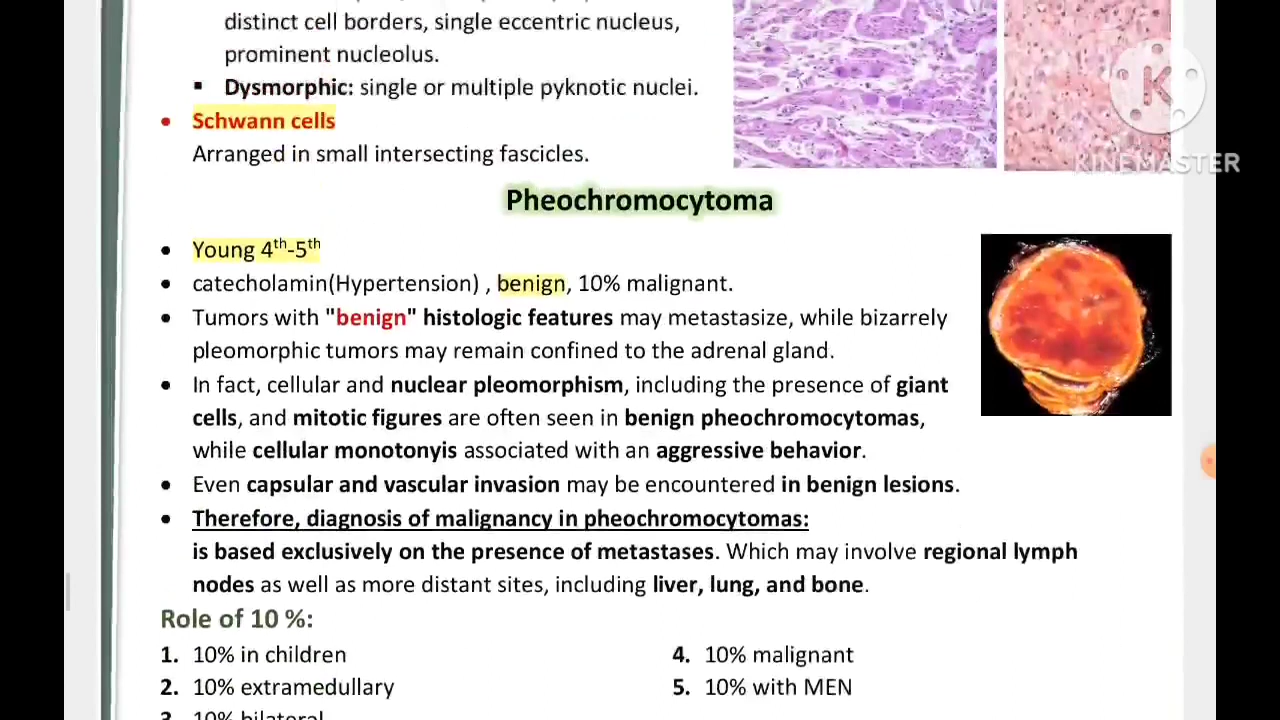 distinct cell borders, single eccentric nucleus,
prominent nucleolus.
▪ Dysmorphic: single or multiple pyknotic nuclei.
• Schwann cells
Arranged in small intersecting fascicles.
K
KINEMASTER
Pheochromocytoma
• Young 4th-5th
• catecholamin(Hypertension) , benign, 10% malignant.
• Tumors with "benign" histologic features may metastasize, while bizarrely
pleomorphic tumors may remain confined to the adrenal gland.
• In fact, cellular and nuclear pleomorphism, including the presence of giant
cells, and mitotic figures are often seen in benign pheochromocytomas,
while cellular monotonyis associated with an aggressive behavior.
• Even capsular and vascular invasion may be encountered in benign lesions.
• Therefore, diagnosis of malignancy in pheochromocytomas:
is based exclusively on the presence of metastases. Which may involve regional lymph
nodes as well as more distant sites, including liver, lung, and bone.
Role of 10 %:
1. 10% in children
2. 10% extramedullary
3. 10% bilateral
4. 10% malignant
5. 10% with MEN